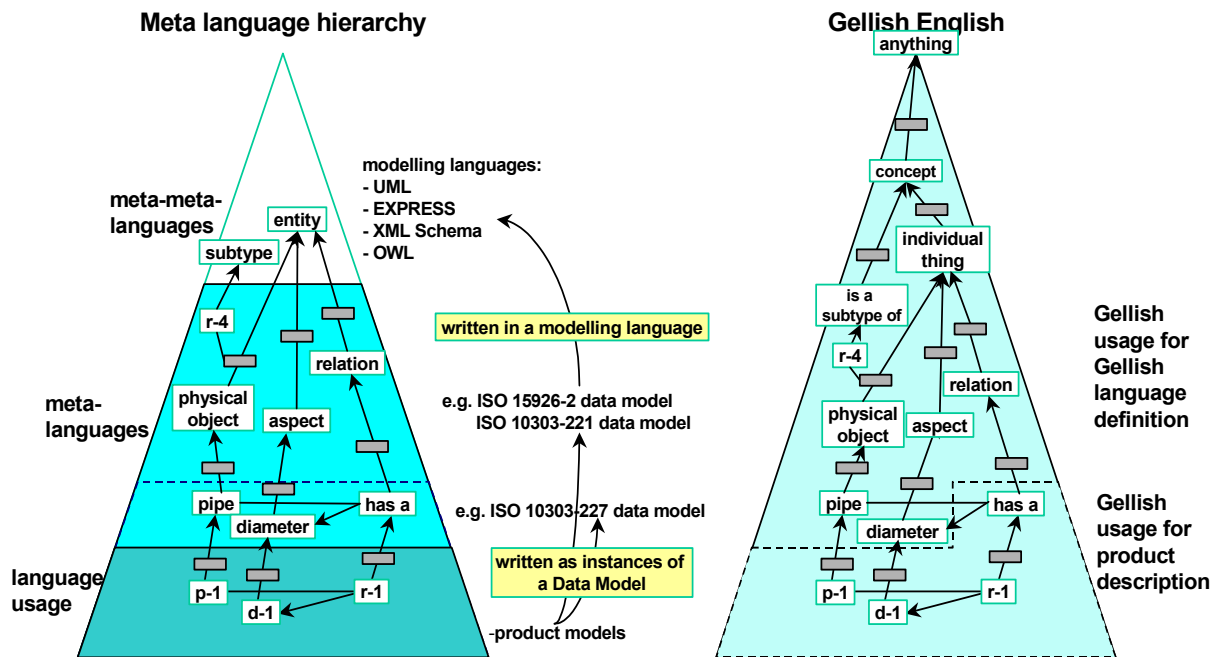 Meta language hierarchy
modelling languages:
- UML
- EXPRESS
- XML Schema
- OWL
meta-meta-
languages
entity
subtype
r-4
written in a modelling language
relation
physical
object
aspect
meta-
languages
e.g. ISO 15926-2 data model
ISO 10303-221 data model
pipe
has a
diameter
e.g. ISO 10303-227 data model
language
usage
written as instances of
a Data Model
p-1
r-1
d-1
-product models
Gellish English
anything
concept
individual
thing
is a
subtype of
r-4
Gellish
usage for
Gellish
language
definition
relation
physical
object
aspect
pipe
has a
diameter
Gellish
usage for
product
description
p-1
r-1
d-1